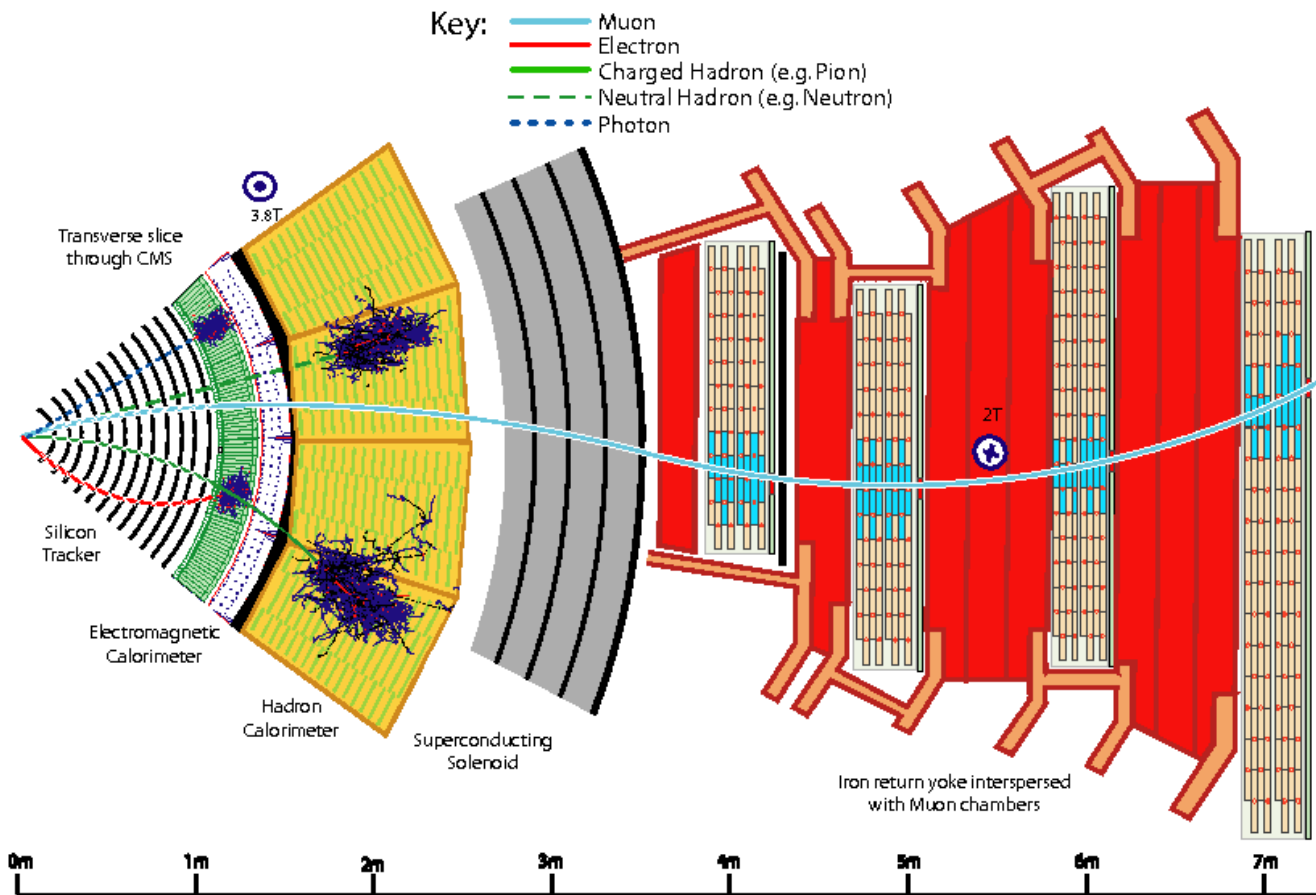 Key:
Muon
Electron
Charged Hadron (e.g. Pion)
Neutral Hadron (e.g. Neutron)
Photon
3.8T
Transverse slice
through CMS
2T
Silicon
Tracker
Electromagnetic
Calorimeter
Hadron
Calorimeter
Superconducting
Solenoid
Iron return yoke interspersed
with Muon chambers
0m 1m 2m 3m 4m 5m 6m 7m